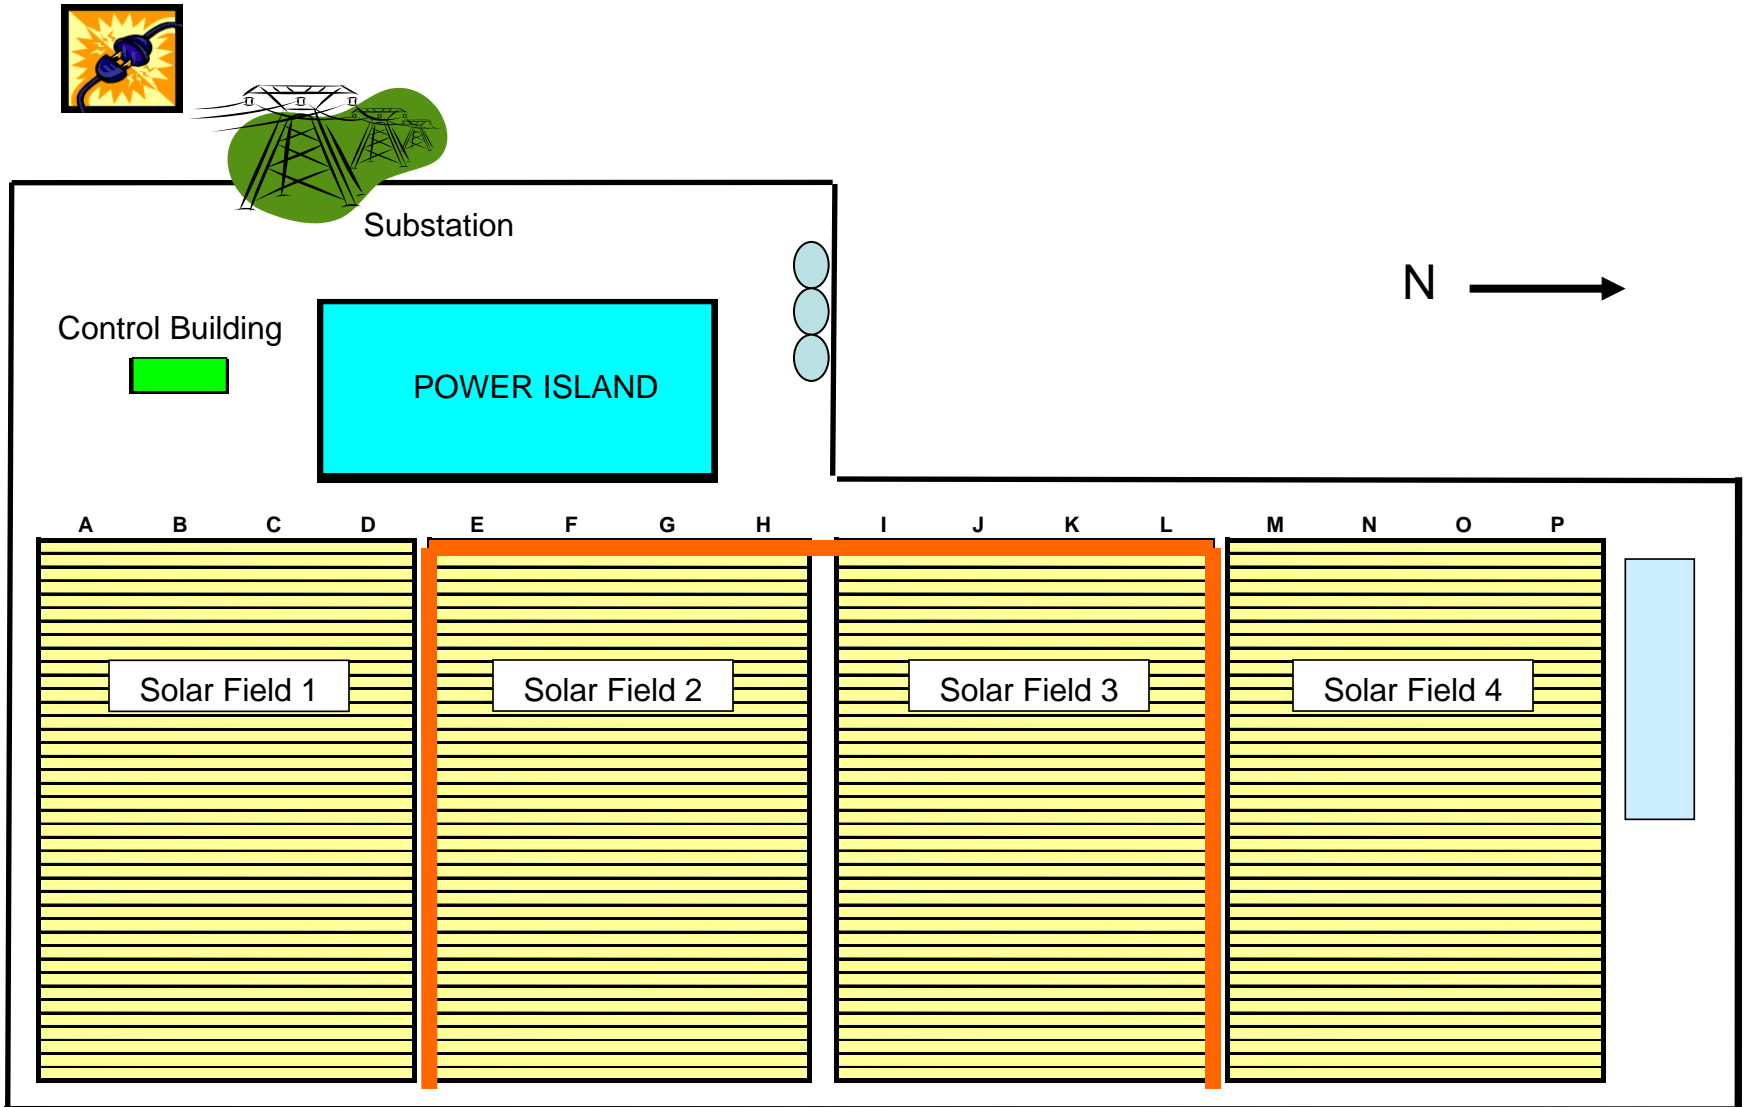 Substation
N
Control Building
POWER ISLAND
A B C D E F G H I J K L M N O P
Solar Field 1 Solar Field 2 Solar Field 3 Solar Field 4